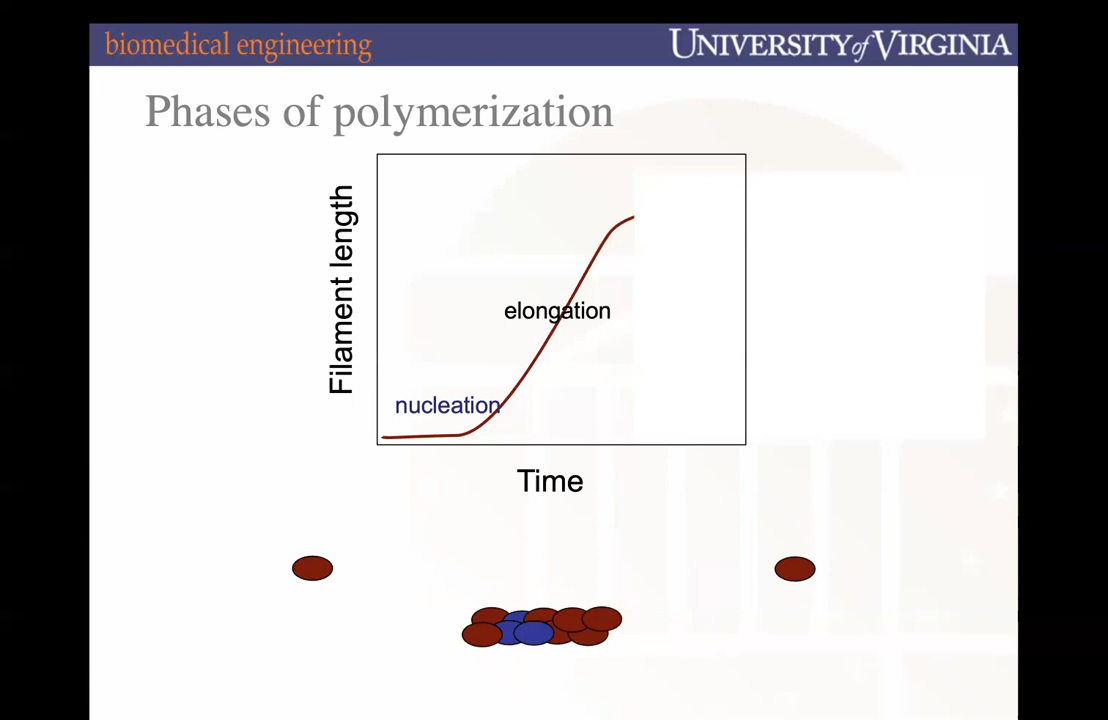 biomedical engineering
UNIVERSITY of VIRGINIA
Phases of polymerization
Filament length
elongation
nucleation
Time